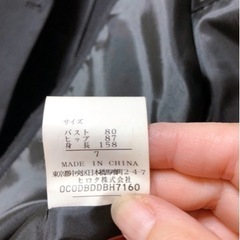 サイズ
バスト 80
ヒップ 87
身長 158
7
MADE IN CHINA
東京都中央区日本橋馬喰町2-4-7
ヒロタ株式会社
0C0DBDDBH7160